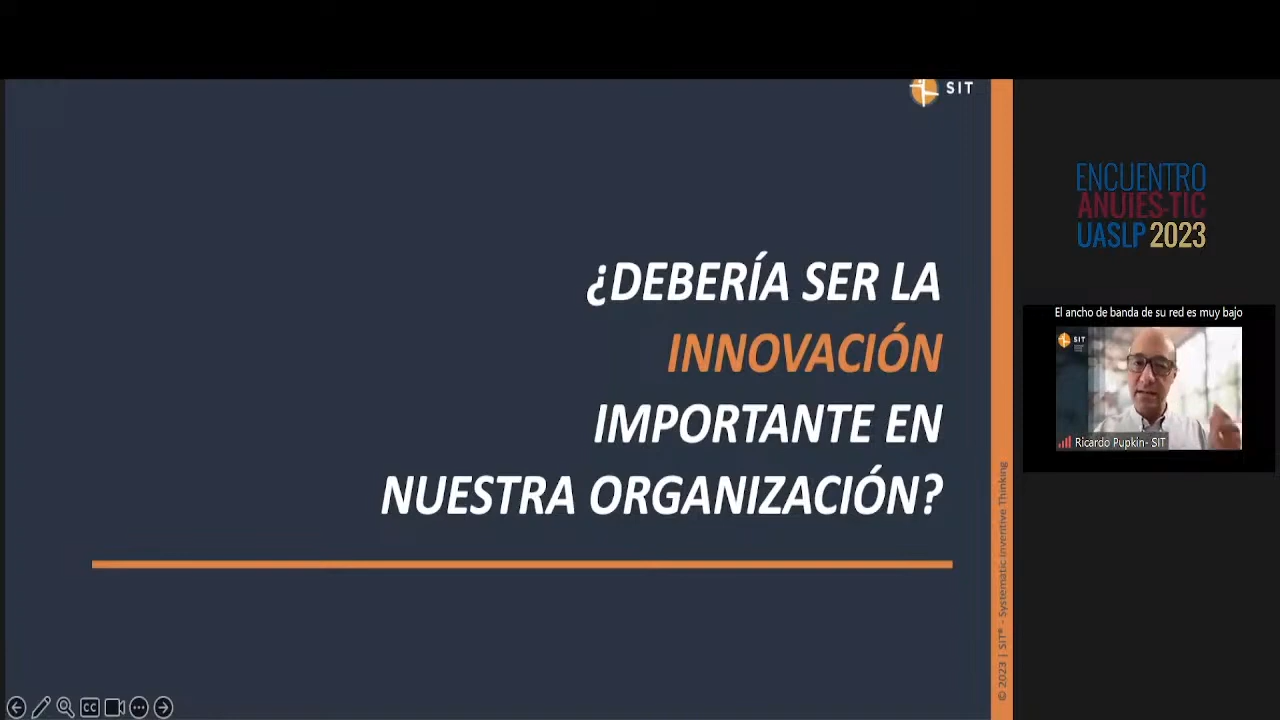 SIT
¿DEBERÍA SER LA
INNOVACIÓN
IMPORTANTE EN
NUESTRA ORGANIZACIÓN?
© 2023 | SIT® - Systematic Inventive Thinking
ENCUENTRO
ANUIES-TIC
UASLP 2023
El ancho de banda de su red es muy bajo
SIT
Ricardo Pupkin- SIT
CC